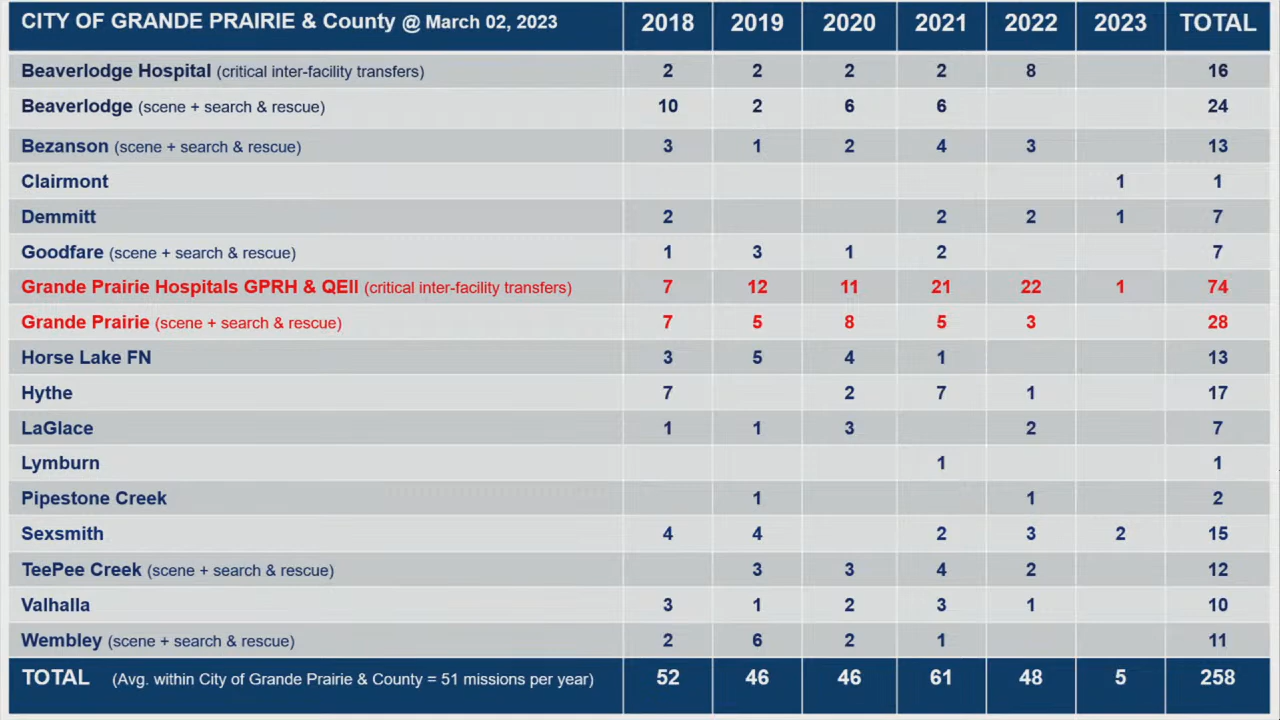 CITY OF GRANDE PRAIRIE & County @ March 02, 2023 2018 2019 2020 2021 2022 2023 TOTAL
Beaverlodge Hospital (critical inter-facility transfers) 2 2 2 2 8 16
Beaverlodge (scene + search & rescue) 10 2 6 6 24
Bezanson (scene + search & rescue) 3 1 2 4 3 13
Clairmont 1 1
Demmitt 2 2 2 1 7
Goodfare (scene + search & rescue) 1 3 1 2 7
Grande Prairie Hospitals GPRH & QEII (critical inter-facility transfers) 7 12 11 21 22 1 74
Grande Prairie (scene + search & rescue) 7 5 8 5 3 28
Horse Lake FN 3 5 4 1 13
Hythe 7 2 7 1 17
LaGlace 1 1 3 2 7
Lymburn 1 1
Pipestone Creek 1 1 2
Sexsmith 4 4 2 3 2 15
TeePee Creek (scene + search & rescue) 3 3 4 2 12
Valhalla 3 1 2 3 1 10
Wembley (scene + search & rescue) 2 6 2 1 11
TOTAL (Avg. within City of Grande Prairie & County = 51 missions per year) 52 46 46 61 48 5 258